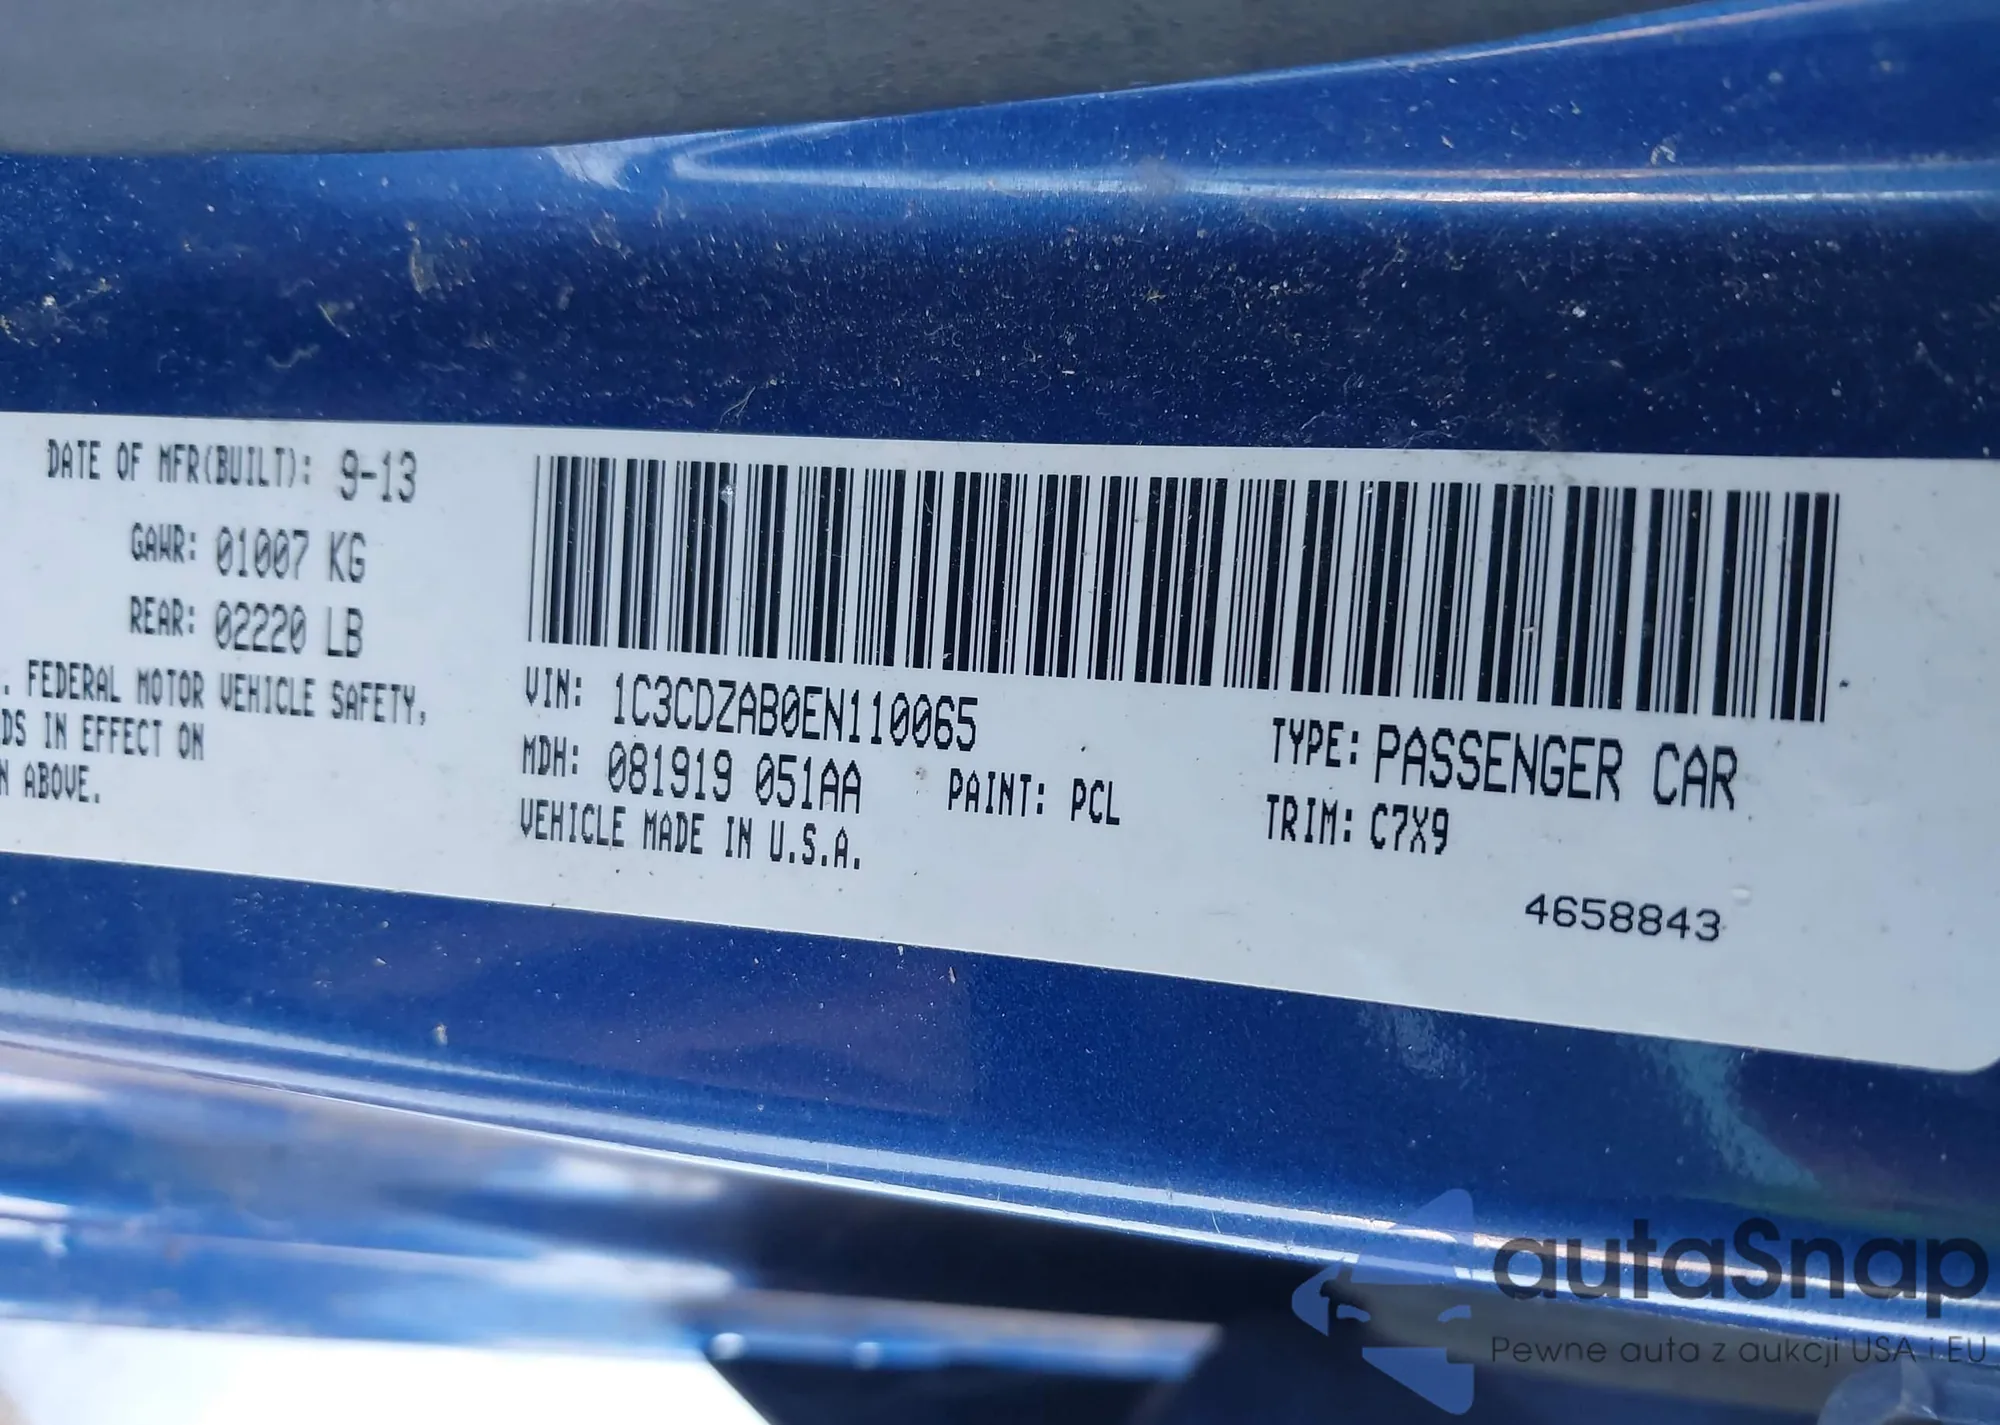 DATE OF MFR(BUILT): 9-13
GAWR: 01007 KG
REAR: 02220 LB
. FEDERAL MOTOR VEHICLE SAFETY,
DS IN EFFECT ON
N ABOVE.
VIN: 1C3CDZAB0EN110065
MDH: 081919 051AA PAINT: PCL
VEHICLE MADE IN U.S.A.
TYPE: PASSENGER CAR
TRIM: C7X9
4658843
autaSnap
Pewne auta z aukcji USA i EU